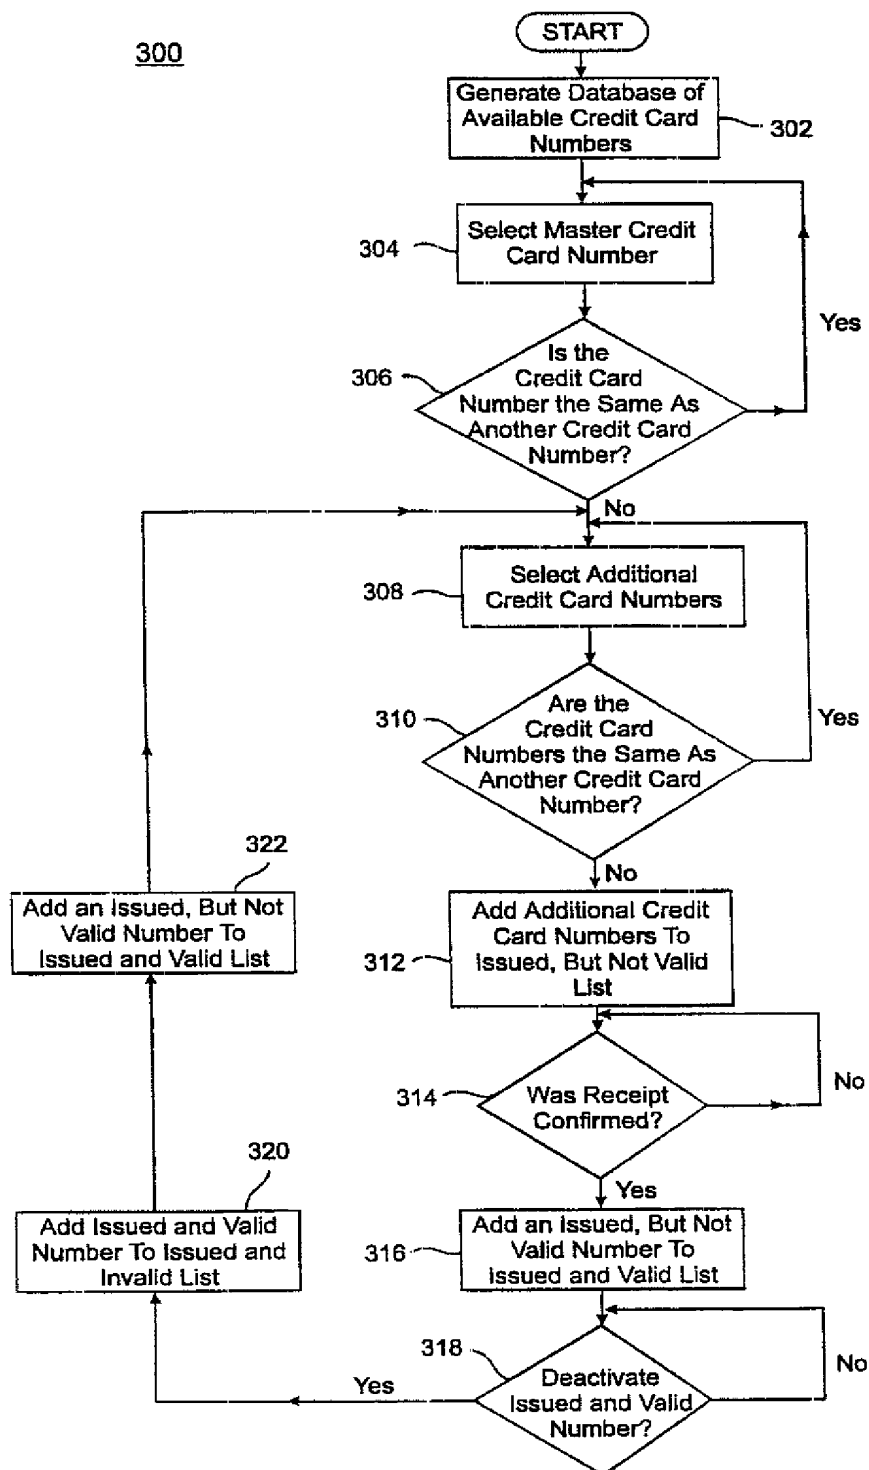 300
START
Generate Database of
Available Credit Card
Numbers
302
304
Select Master Credit
Card Number
Yes
306
Is the
Credit Card
Number the Same As
Another Credit Card
Number?
No
308
Select Additional
Credit Card Numbers
310
Are the
Credit Card
Numbers the Same As
Another Credit Card
Number?
Yes
No
322
Add an Issued, But Not
Valid Number To
Issued and Valid List
312
Add Additional Credit
Card Numbers To
Issued, But Not Valid
List
314
Was Receipt
Confirmed?
No
Yes
320
Add Issued and Valid
Number To Issued and
Invalid List
316
Add an Issued, But Not
Valid Number To
Issued and Valid List
318
Deactivate
Issued and Valid
Number?
No
Yes